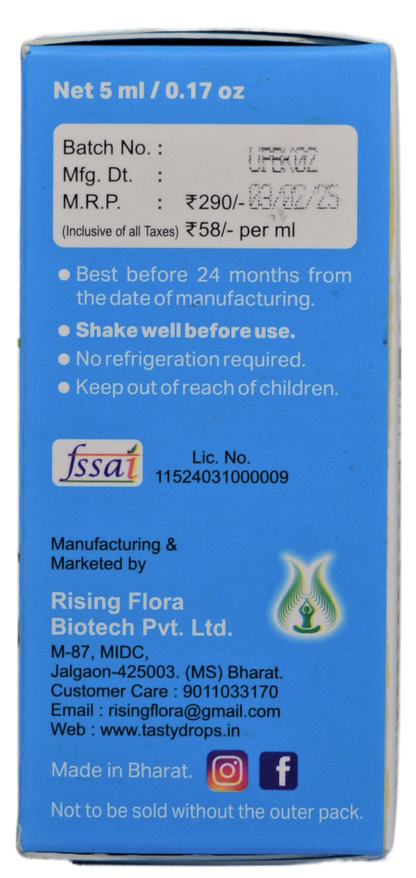 Net 5 ml / 0.17 oz
Batch No. :
Mfg. Dt. :
M.R.P. : ₹290/-
(Inclusive of all Taxes) ₹58/- per ml
● Best before 24 months from
the date of manufacturing.
● Shake well before use.
● No refrigeration required.
● Keep out of reach of children.
fssai
Lic. No.
11524031000009
Manufacturing &
Marketed by
Rising Flora
Biotech Pvt. Ltd.
M-87, MIDC,
Jalgaon-425003. (MS) Bharat.
Customer Care : 9011033170
Email : risingflora@gmail.com
Web : www.tastydrops.in
Made in Bharat.
Not to be sold without the outer pack.